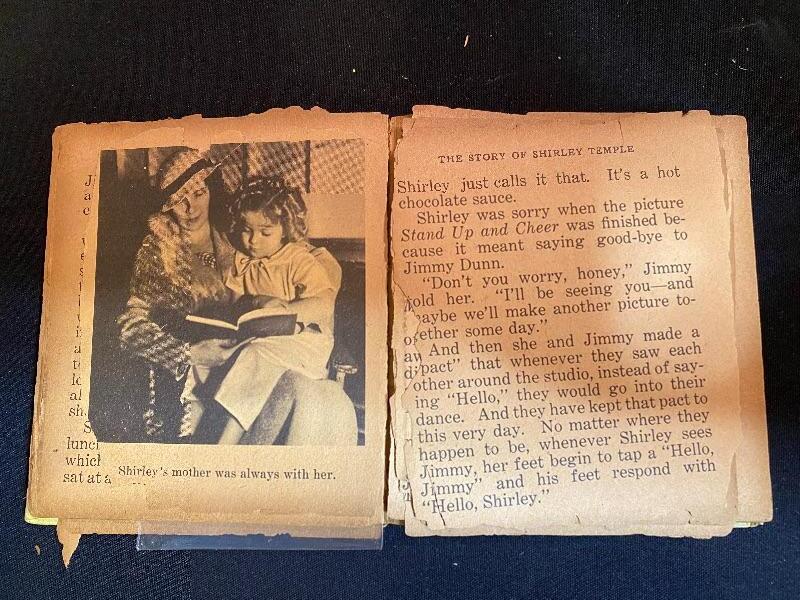 Shirley's mother was always with her.
lunch
which
sat at a
THE STORY OF SHIRLEY TEMPLE
Shirley just calls it that. It's a hot
chocolate sauce.
Shirley was sorry when the picture
Stand Up and Cheer was finished be-
cause it meant saying good-bye to
Jimmy Dunn.
"Don't you worry, honey," Jimmy
told her. "I'll be seeing you—and
maybe we'll make another picture to-
gether some day."
And then she and Jimmy made a
"pact" that whenever they saw each
other around the studio, instead of say-
ing "Hello," they would go into their
dance. And they have kept that pact to
this very day. No matter where they
happen to be, whenever Shirley sees
Jimmy, her feet begin to tap a "Hello,
Jimmy" and his feet respond with
"Hello, Shirley."